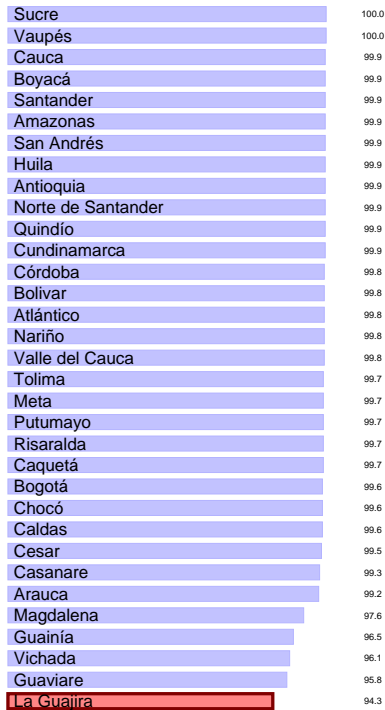 Sucre 100.0
Vaupés 100.0
Cauca 99.9
Boyacá 99.9
Santander 99.9
Amazonas 99.9
San Andrés 99.9
Huila 99.9
Antioquia 99.9
Norte de Santander 99.9
Quindío 99.9
Cundinamarca 99.9
Córdoba 99.8
Bolivar 99.8
Atlántico 99.8
Nariño 99.8
Valle del Cauca 99.8
Tolima 99.7
Meta 99.7
Putumayo 99.7
Risaralda 99.7
Caquetá 99.7
Bogotá 99.6
Chocó 99.6
Caldas 99.6
Cesar 99.5
Casanare 99.3
Arauca 99.2
Magdalena 97.6
Guainía 96.5
Vichada 96.1
Guaviare 95.8
La Guajira 94.3